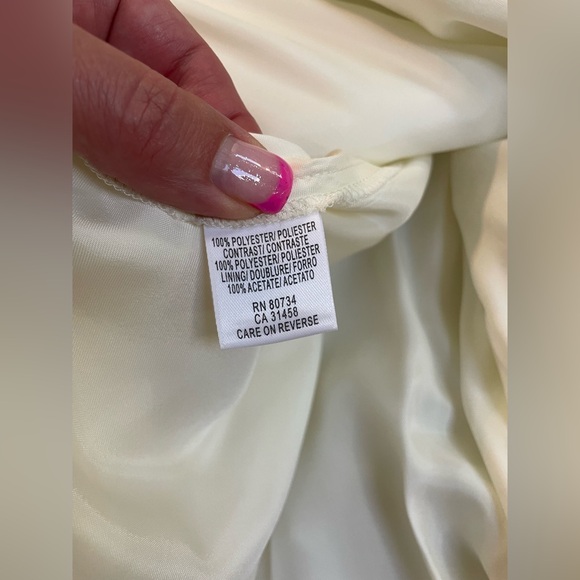 100% POLYESTER/ POLIESTER
CONTRAST/ CONTRASTE
100% POLYESTER/ POLIESTER
LINING/ DOUBLURE/ FORRO
100% ACETATE/ ACETATO
RN 80734
CA 31458
CARE ON REVERSE